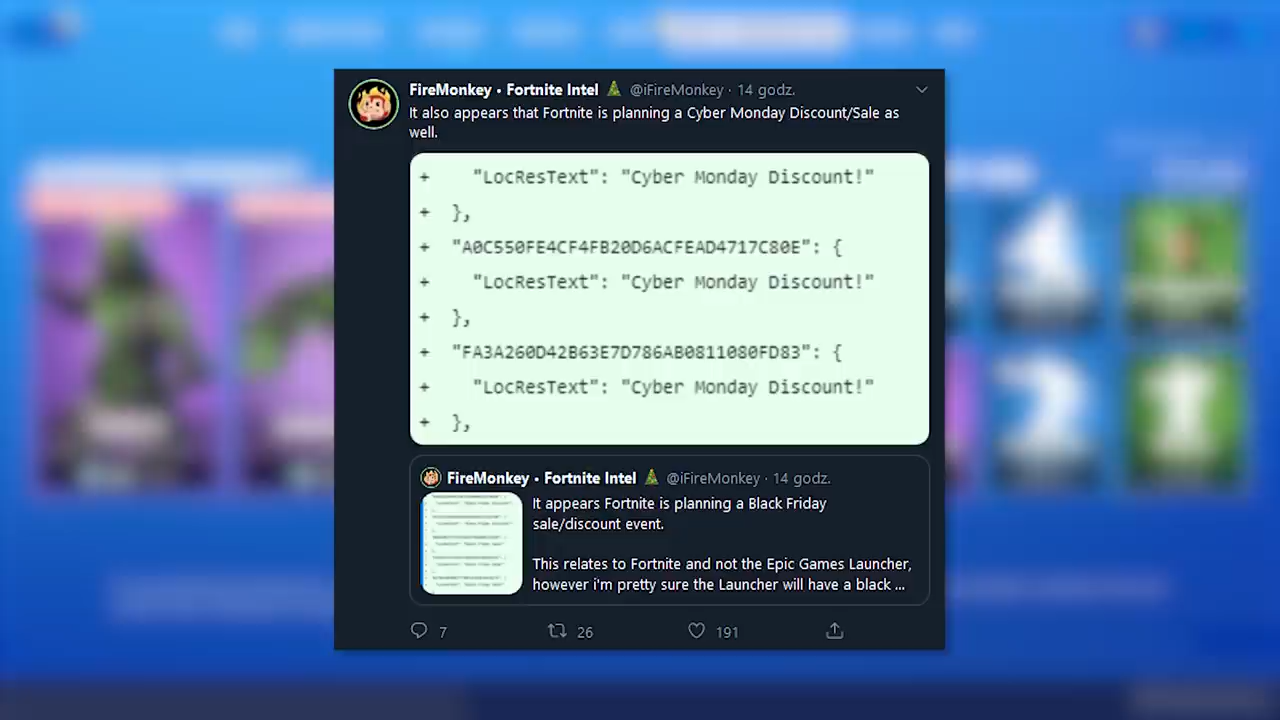 FireMonkey • Fortnite Intel @iFireMonkey · 14 godz.
It also appears that Fortnite is planning a Cyber Monday Discount/Sale as
well.
+ "LocResText": "Cyber Monday Discount!"
+ },
+ "A0C550FE4CF4FB20D6ACFEAD4717C80E": {
+ "LocResText": "Cyber Monday Discount!"
+ },
+ "FA3A260D42B63E7D786AB0811080FD83": {
+ "LocResText": "Cyber Monday Discount!"
+ },
FireMonkey • Fortnite Intel @iFireMonkey · 14 godz.
It appears Fortnite is planning a Black Friday
sale/discount event.
This relates to Fortnite and not the Epic Games Launcher,
however i'm pretty sure the Launcher will have a black ...
7 26 191